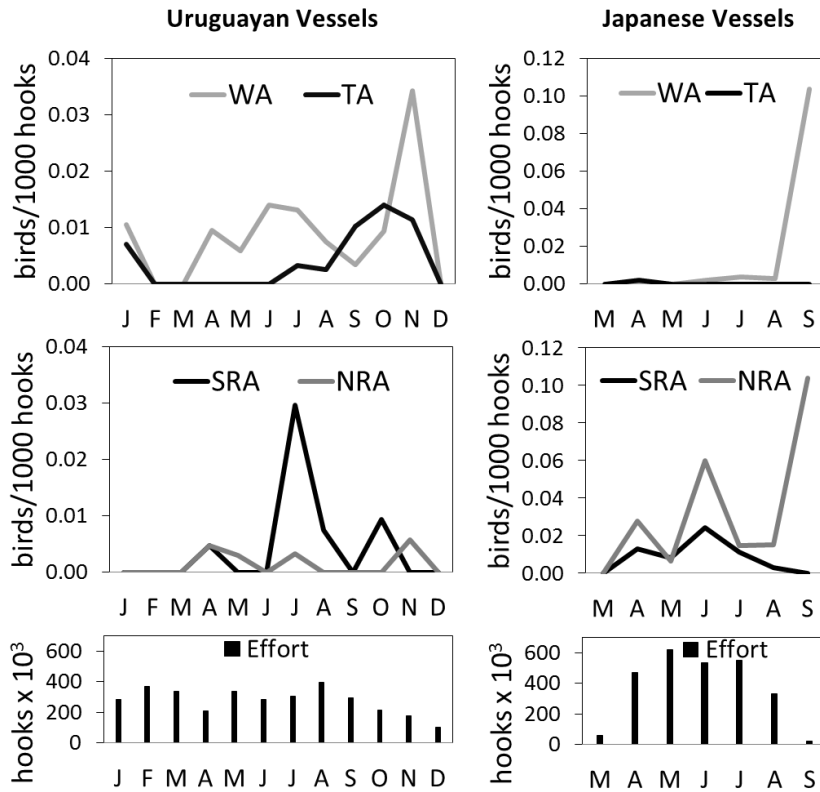 Uruguayan Vessels
Japanese Vessels
birds/1000 hooks
0.04
0.03
0.02
0.01
0.00
WA TA
J F M A M J J A S O N D
birds/1000 hooks
0.12
0.10
0.08
0.06
0.04
0.02
0.00
WA TA
M A M J J A S
birds/1000 hooks
0.04
0.03
0.02
0.01
0.00
SRA NRA
J F M A M J J A S O N D
birds/1000 hooks
0.12
0.10
0.08
0.06
0.04
0.02
0.00
SRA NRA
M A M J J A S
hooks x 10³
600
400
200
0
Effort
J F M A M J J A S O N D
hooks x 10³
600
400
200
0
Effort
M A M J J A S